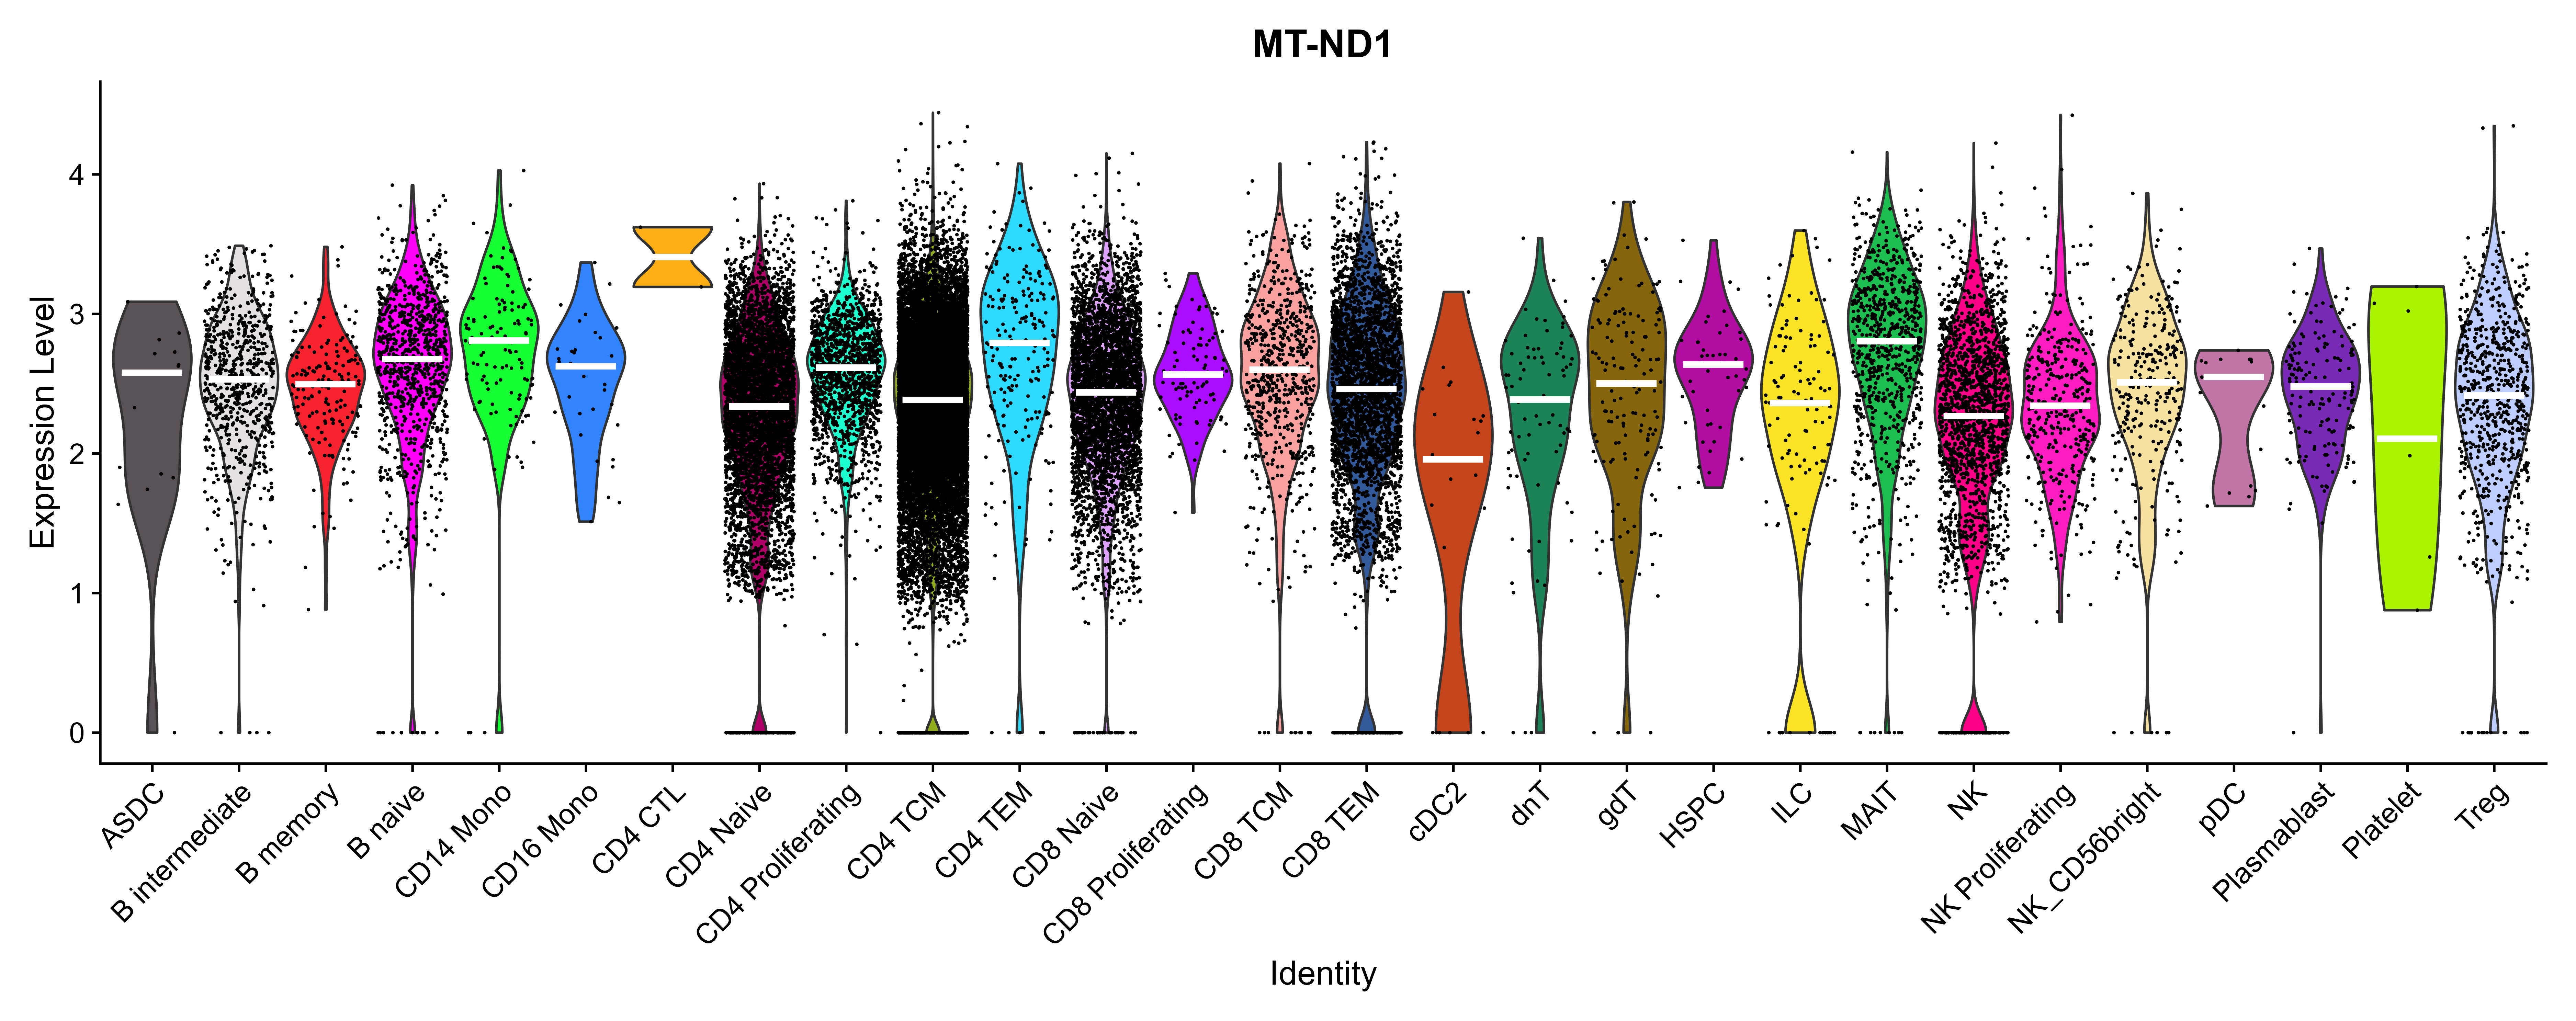 MT-ND1
Expression Level
4
3
2
1
0
ASDC
B intermediate
B memory
B naive
CD14 Mono
CD16 Mono
CD4 CTL
CD4 Naive
CD4 Proliferating
CD4 TCM
CD4 TEM
CD8 Naive
CD8 Proliferating
CD8 TCM
CD8 TEM
cDC2
dnT
gdT
HSPC
ILC
MAIT
NK
NK Proliferating
NK_CD56bright
pDC
Plasmablast
Platelet
Treg
Identity